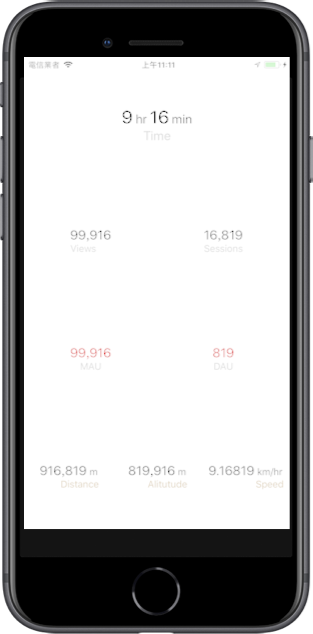 電信業者 上午11:11
9 hr 16 min
Time
99,916 16,819
Views Sessions
99,916 819
MAU DAU
916,819 m 819,916 m 9.16819 km/hr
Distance Alitutude Speed